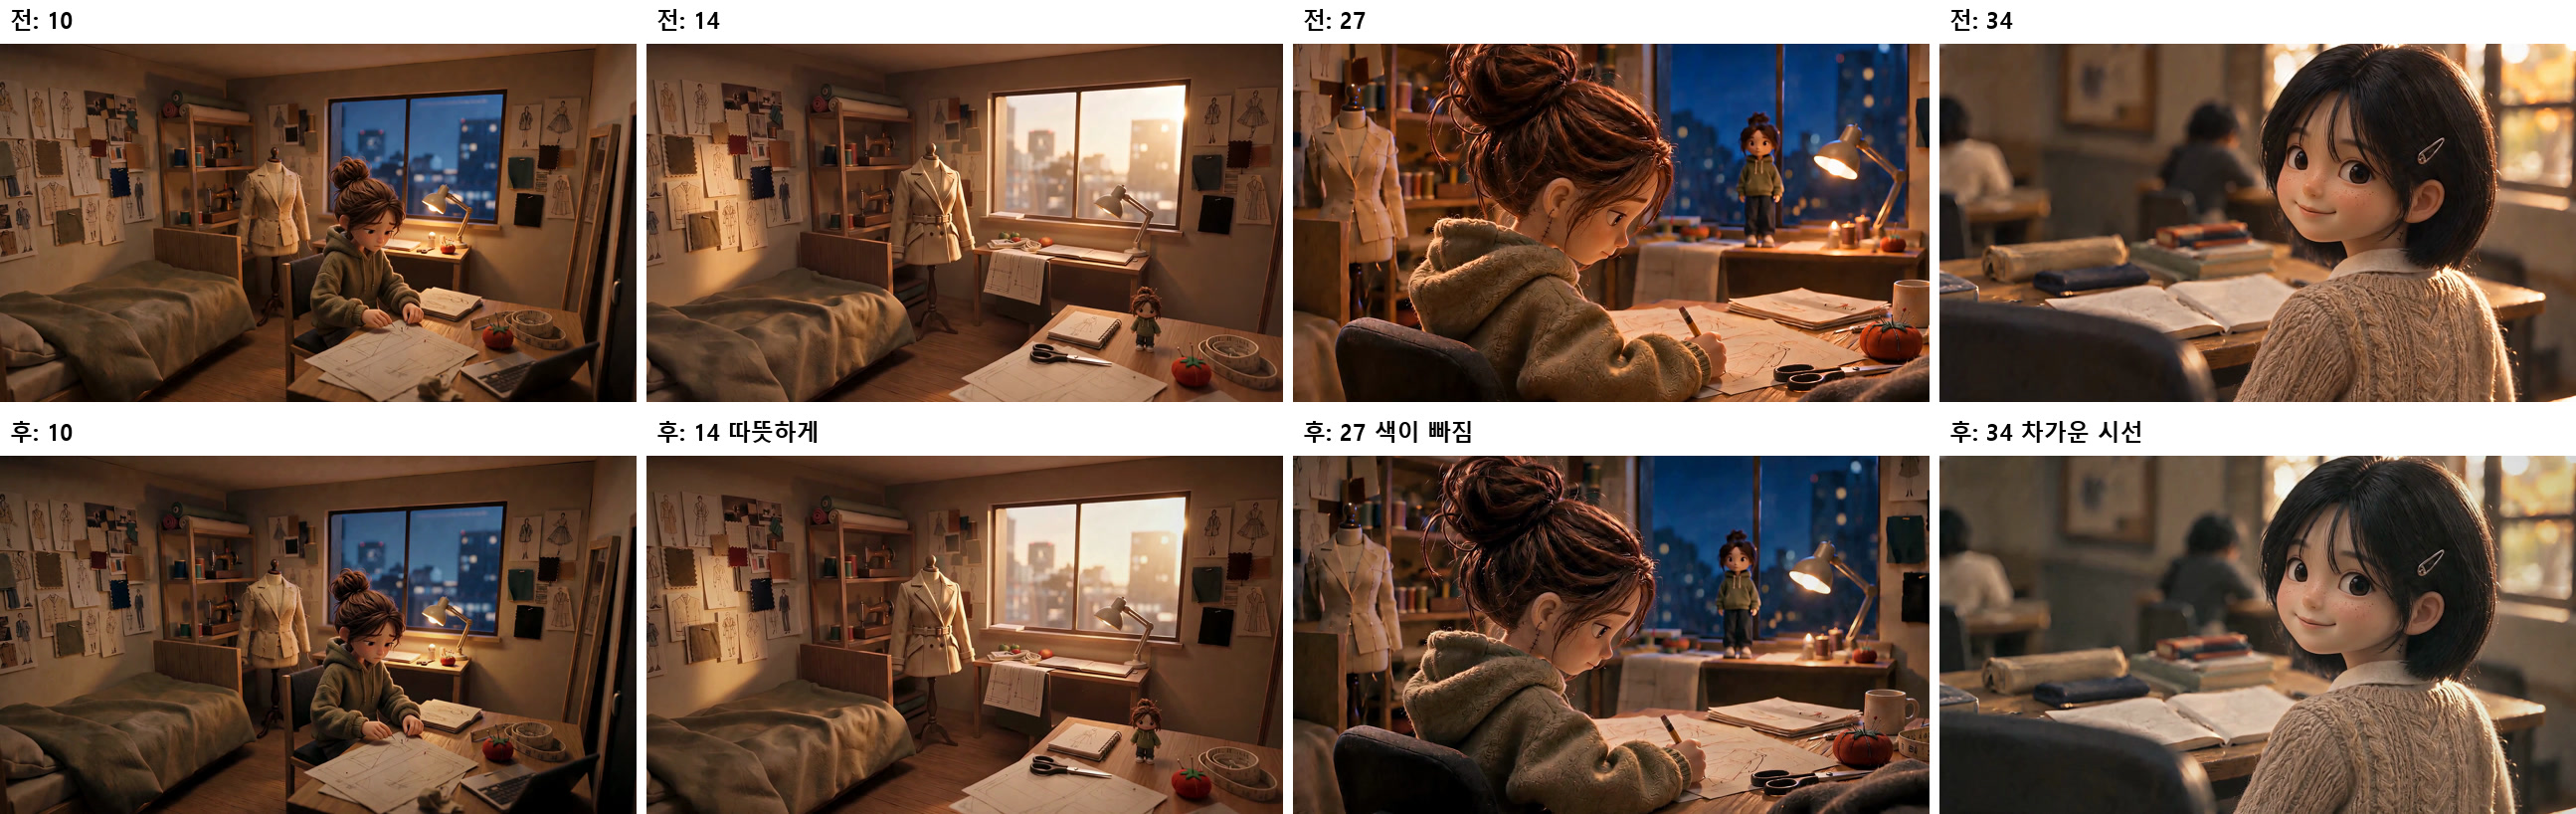 전: 10
전: 14
전: 27
전: 34
후: 10
후: 14 따뜻하게
후: 27 색이 빠짐
후: 34 차가운 시선